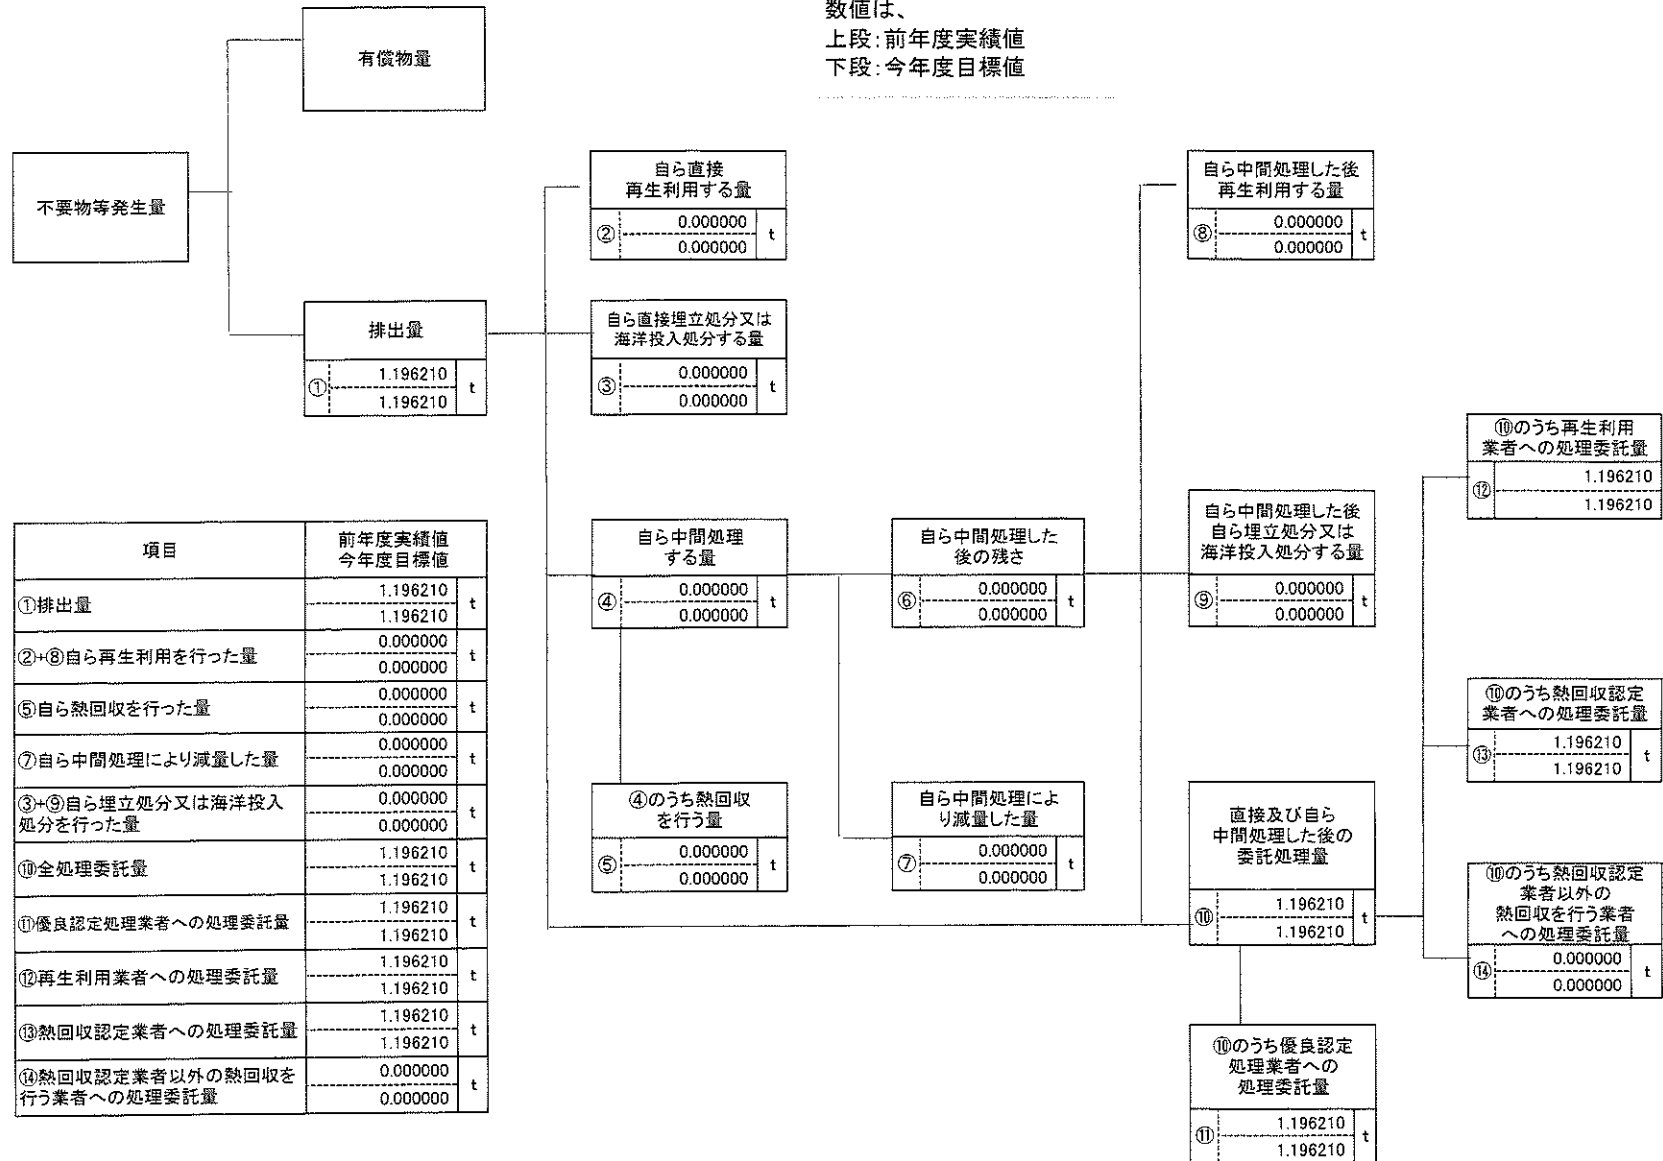 数値は、
上段:前年度実績値
下段:今年度目標値
有償物量
不要物等発生量
排出量
① 1.196210 t
1.196210
自ら直接
再生利用する量
② 0.000000 t
0.000000
自ら直接埋立処分又は
海洋投入処分する量
③ 0.000000 t
0.000000
自ら中間処理
する量
④ 0.000000 t
0.000000
④のうち熱回収
を行う量
⑤ 0.000000 t
0.000000
自ら中間処理した
後の残さ
⑥ 0.000000 t
0.000000
自ら中間処理によ
り減量した量
⑦ 0.000000 t
0.000000
自ら中間処理した後
再生利用する量
⑧ 0.000000 t
0.000000
自ら中間処理した後
自ら埋立処分又は
海洋投入処分する量
⑨ 0.000000 t
0.000000
直接及び自ら
中間処理した後の
委託処理量
⑩ 1.196210 t
1.196210
⑩のうち優良認定
処理業者への
処理委託量
⑪ 1.196210 t
1.196210
⑩のうち再生利用
業者への処理委託量
⑫ 1.196210
1.196210
⑩のうち熱回収認定
業者への処理委託量
⑬ 1.196210 t
1.196210
⑩のうち熱回収認定
業者以外の
熱回収を行う業者
への処理委託量
⑭ 0.000000 t
0.000000
項目 前年度実績値
今年度目標値
①排出量 1.196210 t
1.196210
②+⑧自ら再生利用を行った量 0.000000 t
0.000000
⑤自ら熱回収を行った量 0.000000 t
0.000000
⑦自ら中間処理により減量した量 0.000000 t
0.000000
③+⑨自ら埋立処分又は海洋投入 0.000000 t
処分を行った量 0.000000
⑩全処理委託量 1.196210 t
1.196210
⑪優良認定処理業者への処理委託量 1.196210 t
1.196210
⑫再生利用業者への処理委託量 1.196210 t
1.196210
⑬熱回収認定業者への処理委託量 1.196210 t
1.196210
⑭熱回収認定業者以外の熱回収を 0.000000 t
行う業者への処理委託量 0.000000